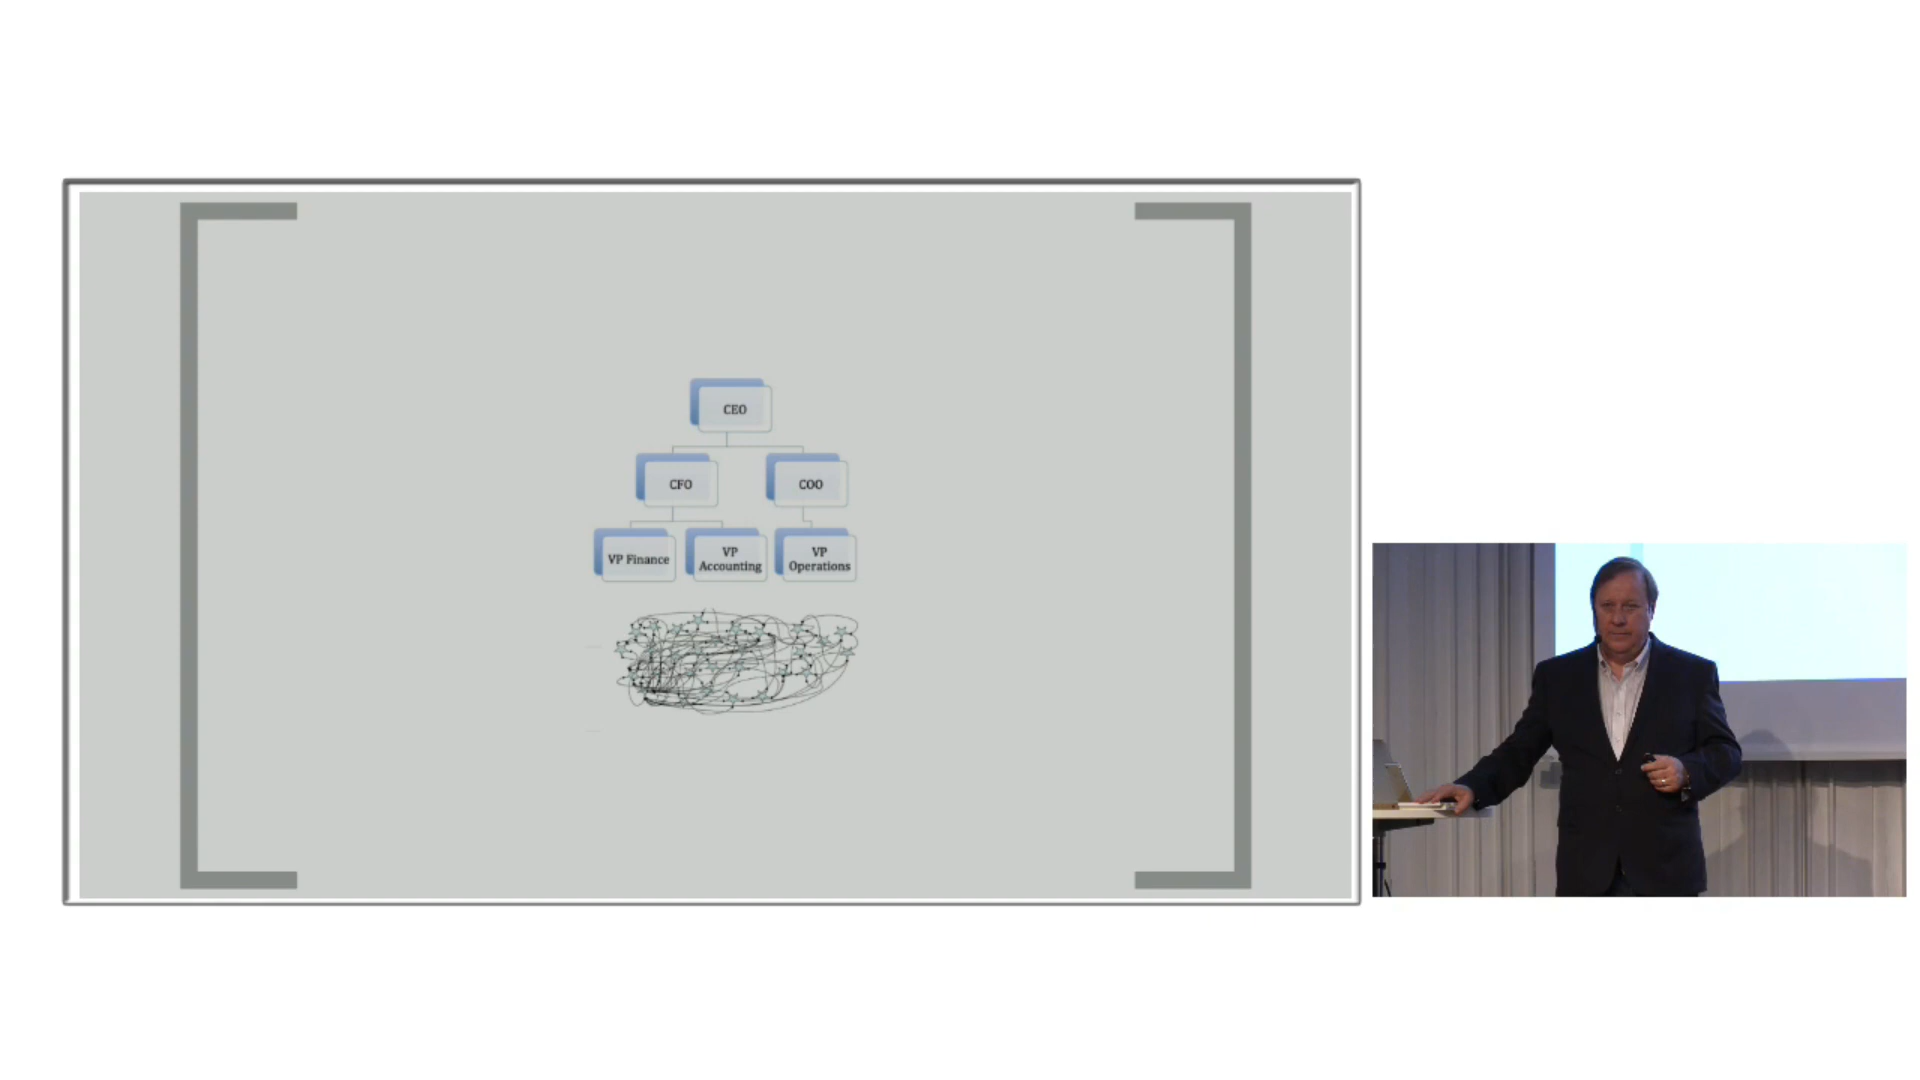 CEO
CFO
COO
VP Finance
VP
Accounting
VP
Operations